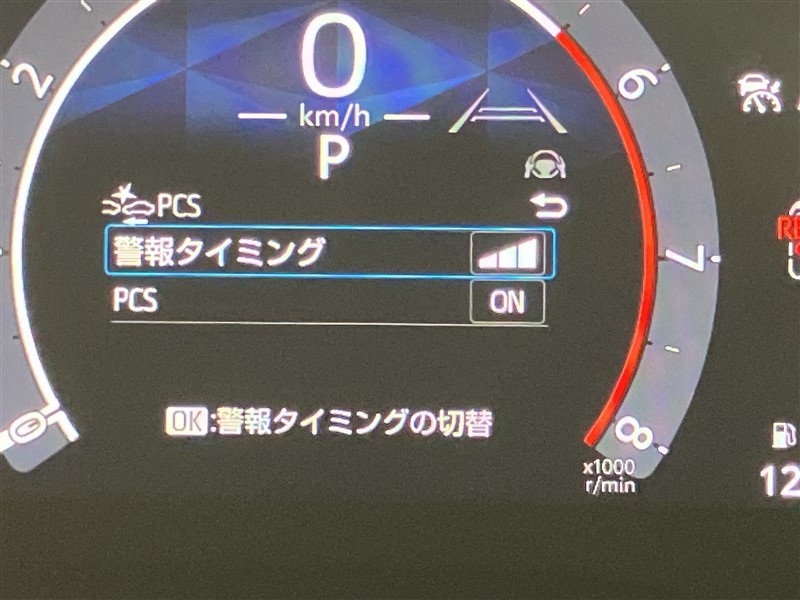 0
km/h
P
2
6
PCS
警報タイミング
7
PCS ON
OK:警報タイミングの切替
0
8
x1000
r/min
12